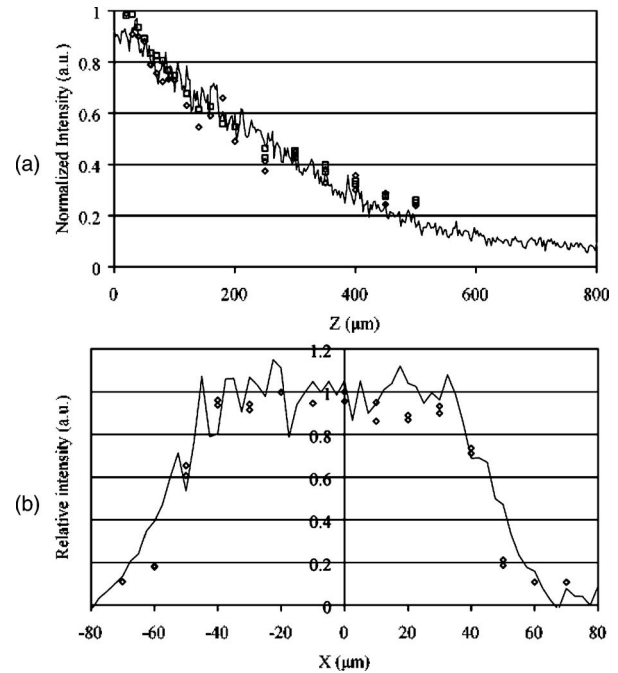 (a)
Normalized Intensity (a.u.)
1
0.8
0.6
0.4
0.2
0
0 200 400 600 800
Z (μm)
(b)
Relative intensity (a.u.)
1.2
1
0.8
0.6
0.4
0.2
0
-80 -60 -40 -20 0 20 40 60 80
X (μm)